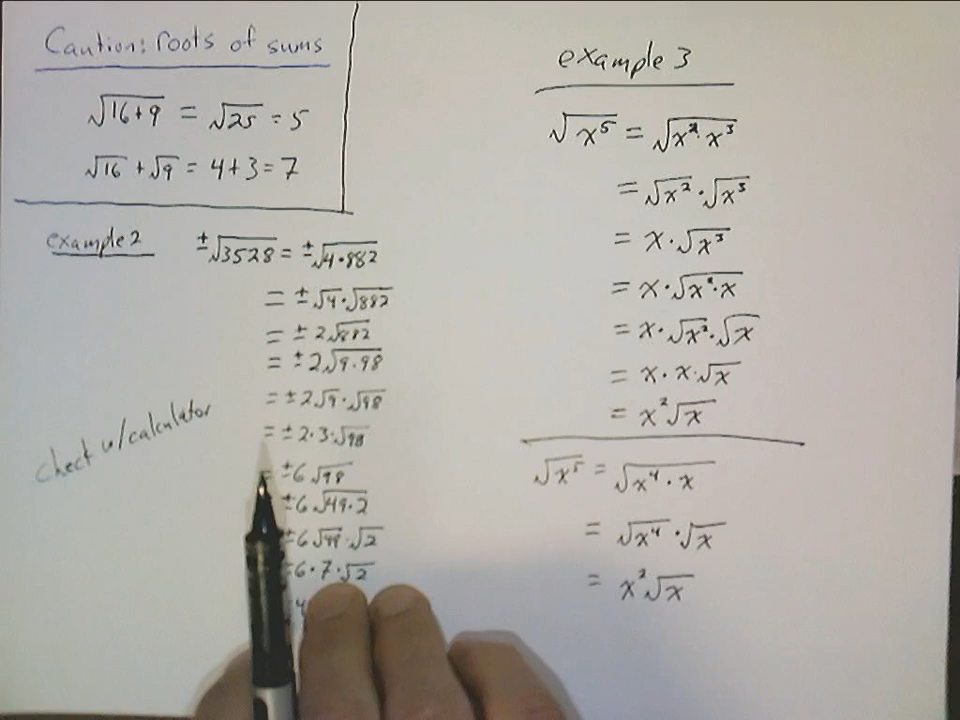 Caution: roots of sums
√16+9 = √25 = 5
√16 + √9 = 4+3 = 7
example 2
±√3528 = ±√4·882
= ±√4·√882
= ±2√882
= ±2√9·98
= ±2√9·√98
= ±2·3·√98
= ±6√98
±6√49·2
±6√49·√2
±6·7·√2
check w/calculator
example 3
√x⁵ = √x²·x³
= √x²·√x³
= x·√x³
= x·√x²·x
= x·√x²·√x
= x·x·√x
= x²√x
√x⁵ = √x⁴·x
= √x⁴·√x
= x²√x